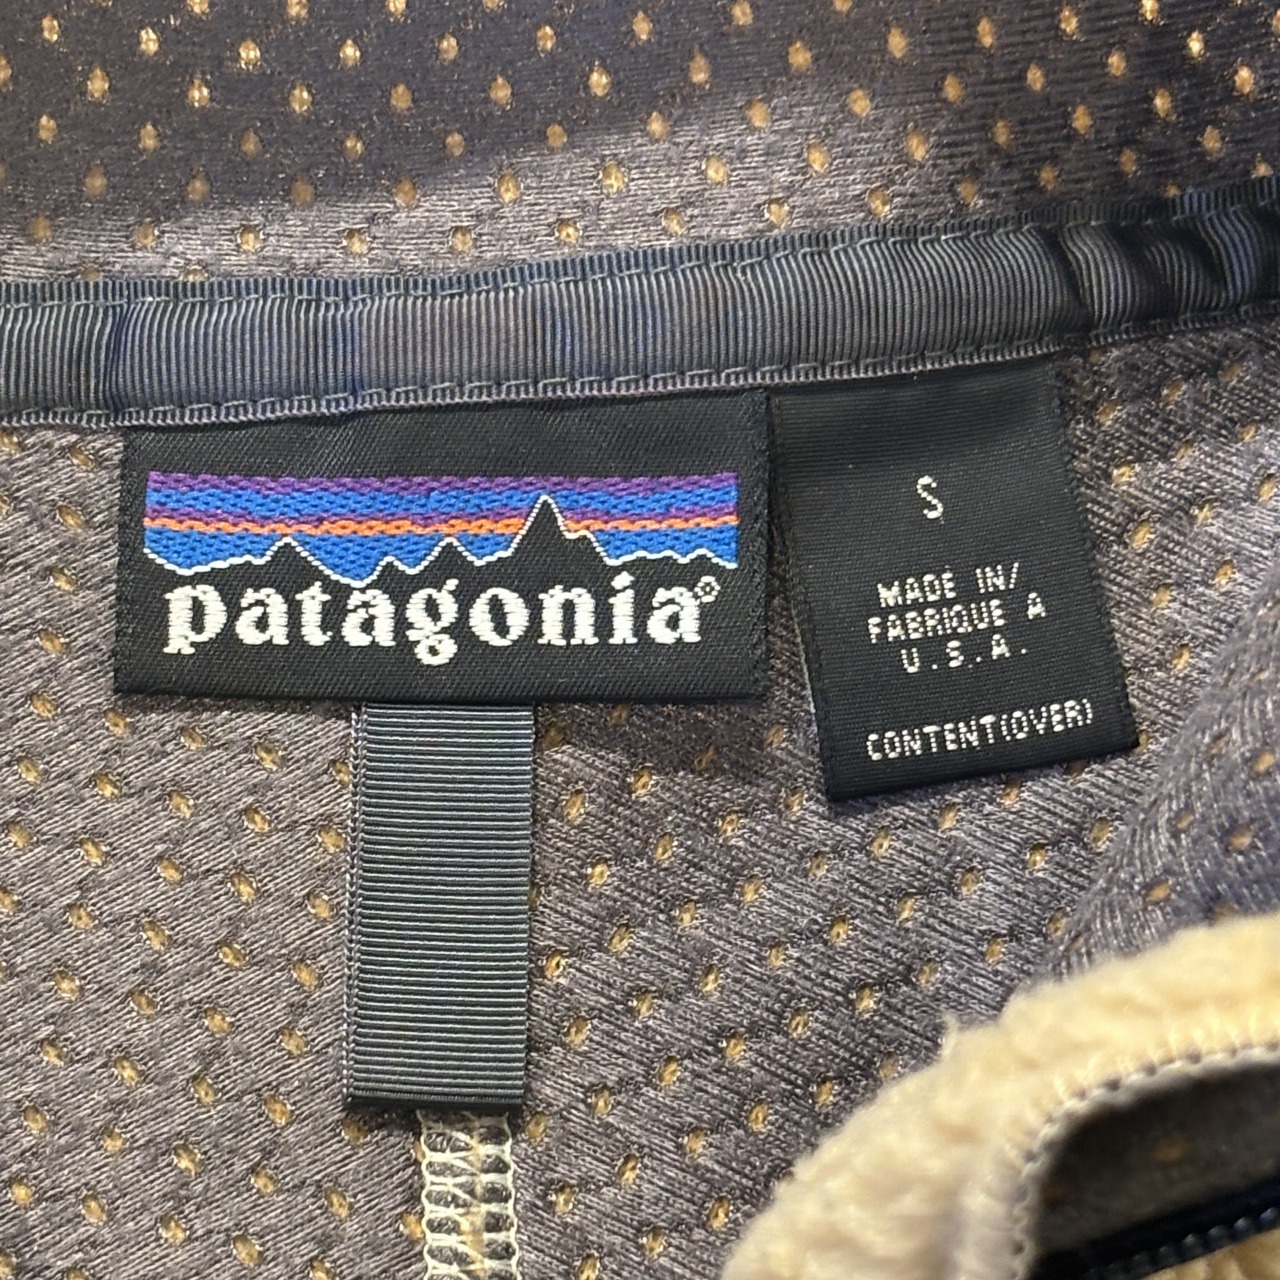 patagonia®
S
MADE IN/
FABRIQUE A
U.S.A.
CONTENT(OVER)